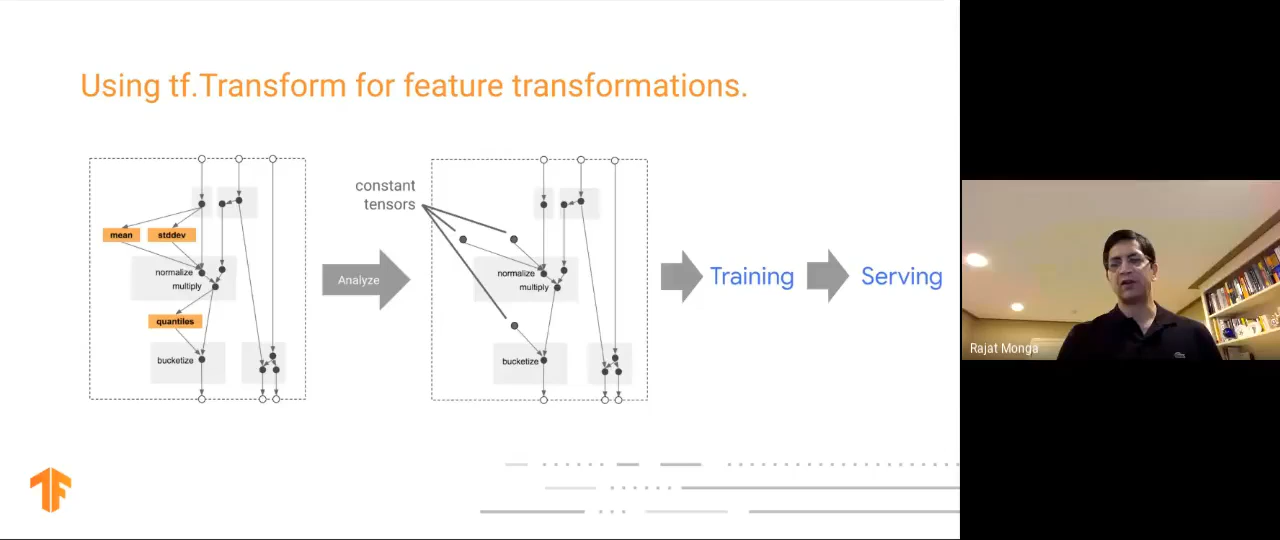 Using tf.Transform for feature transformations.
mean
stddev
normalize
multiply
quantiles
bucketize
Analyze
constant
tensors
normalize
multiply
bucketize
Training
Serving
Rajat Monga